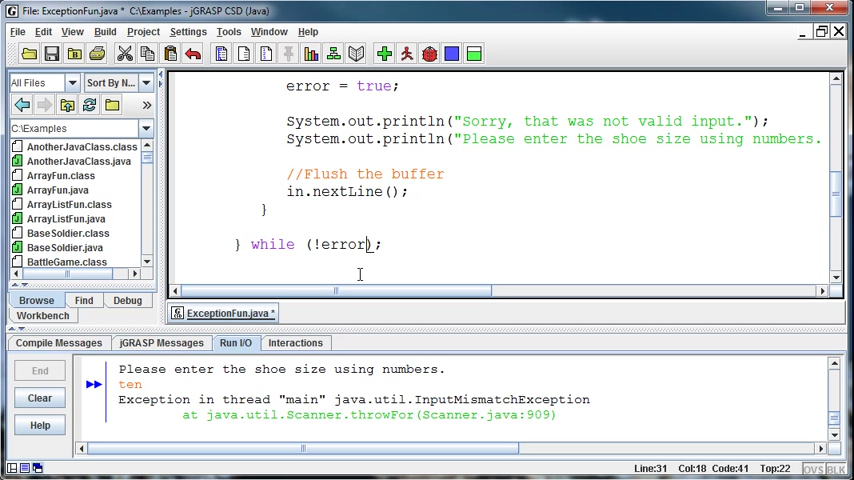 File: ExceptionFun.java * C:\Examples - jGRASP CSD (Java)
File Edit View Build Project Settings Tools Window Help
All Files Sort By N...
C:\Examples
AnotherJavaClass.class
AnotherJavaClass.java
ArrayFun.class
ArrayFun.java
ArrayListFun.class
ArrayListFun.java
BaseSoldier.class
BaseSoldier.java
BattleGame.class
Browse Find Debug
Workbench
error = true;
System.out.println("Sorry, that was not valid input.");
System.out.println("Please enter the shoe size using numbers.
//Flush the buffer
in.nextLine();
}
} while (!error);
ExceptionFun.java *
Compile Messages jGRASP Messages Run I/O Interactions
End
Clear
Help
Please enter the shoe size using numbers.
ten
Exception in thread "main" java.util.InputMismatchException
at java.util.Scanner.throwFor(Scanner.java:909)
Line:31 Col:18 Code:41 Top:22 OVS BLK